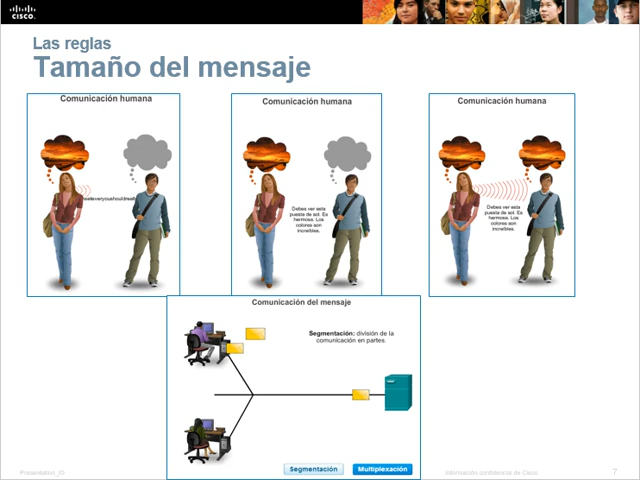 CISCO.
Las reglas
Tamaño del mensaje
Comunicación humana
Comunicación humana
Debes ver esta
puesta de sol. Es
hermosa. Los
colores son
increíbles.
Comunicación humana
Debes ver esta
puesta de sol. Es
hermosa. Los
colores son
increíbles.
Comunicación del mensaje
Segmentación: división de la
comunicación en partes.
Segmentación
Multiplexación
Presentation_ID
Información confidencial de Cisco
7